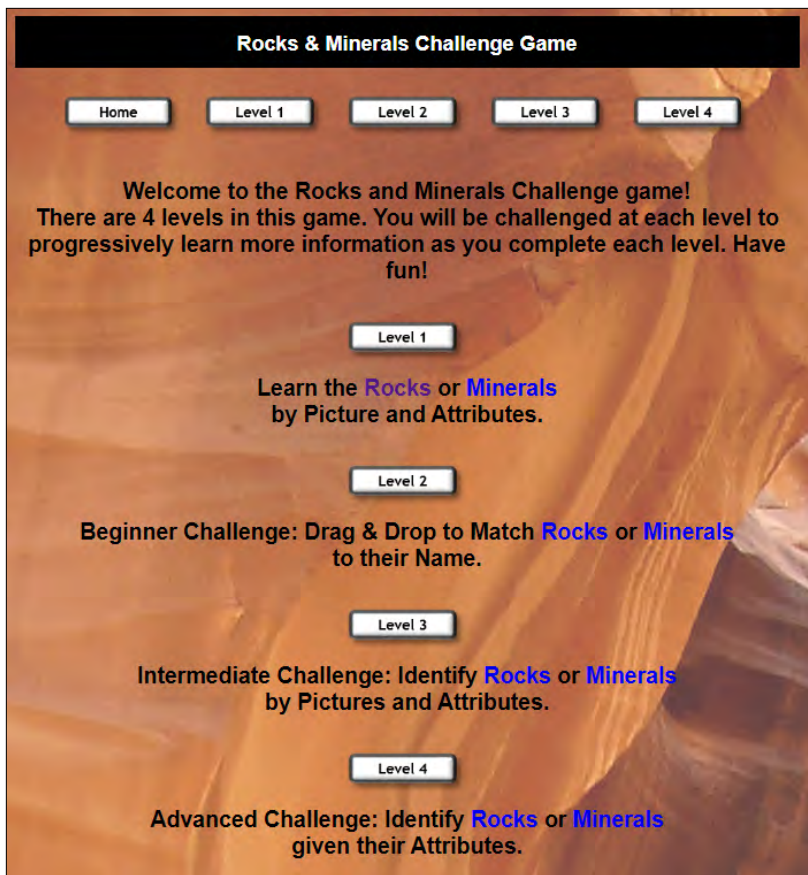 Rocks & Minerals Challenge Game
Home Level 1 Level 2 Level 3 Level 4
Welcome to the Rocks and Minerals Challenge game!
There are 4 levels in this game. You will be challenged at each level to
progressively learn more information as you complete each level. Have
fun!
Level 1
Learn the Rocks or Minerals
by Picture and Attributes.
Level 2
Beginner Challenge: Drag & Drop to Match Rocks or Minerals
to their Name.
Level 3
Intermediate Challenge: Identify Rocks or Minerals
by Pictures and Attributes.
Level 4
Advanced Challenge: Identify Rocks or Minerals
given their Attributes.